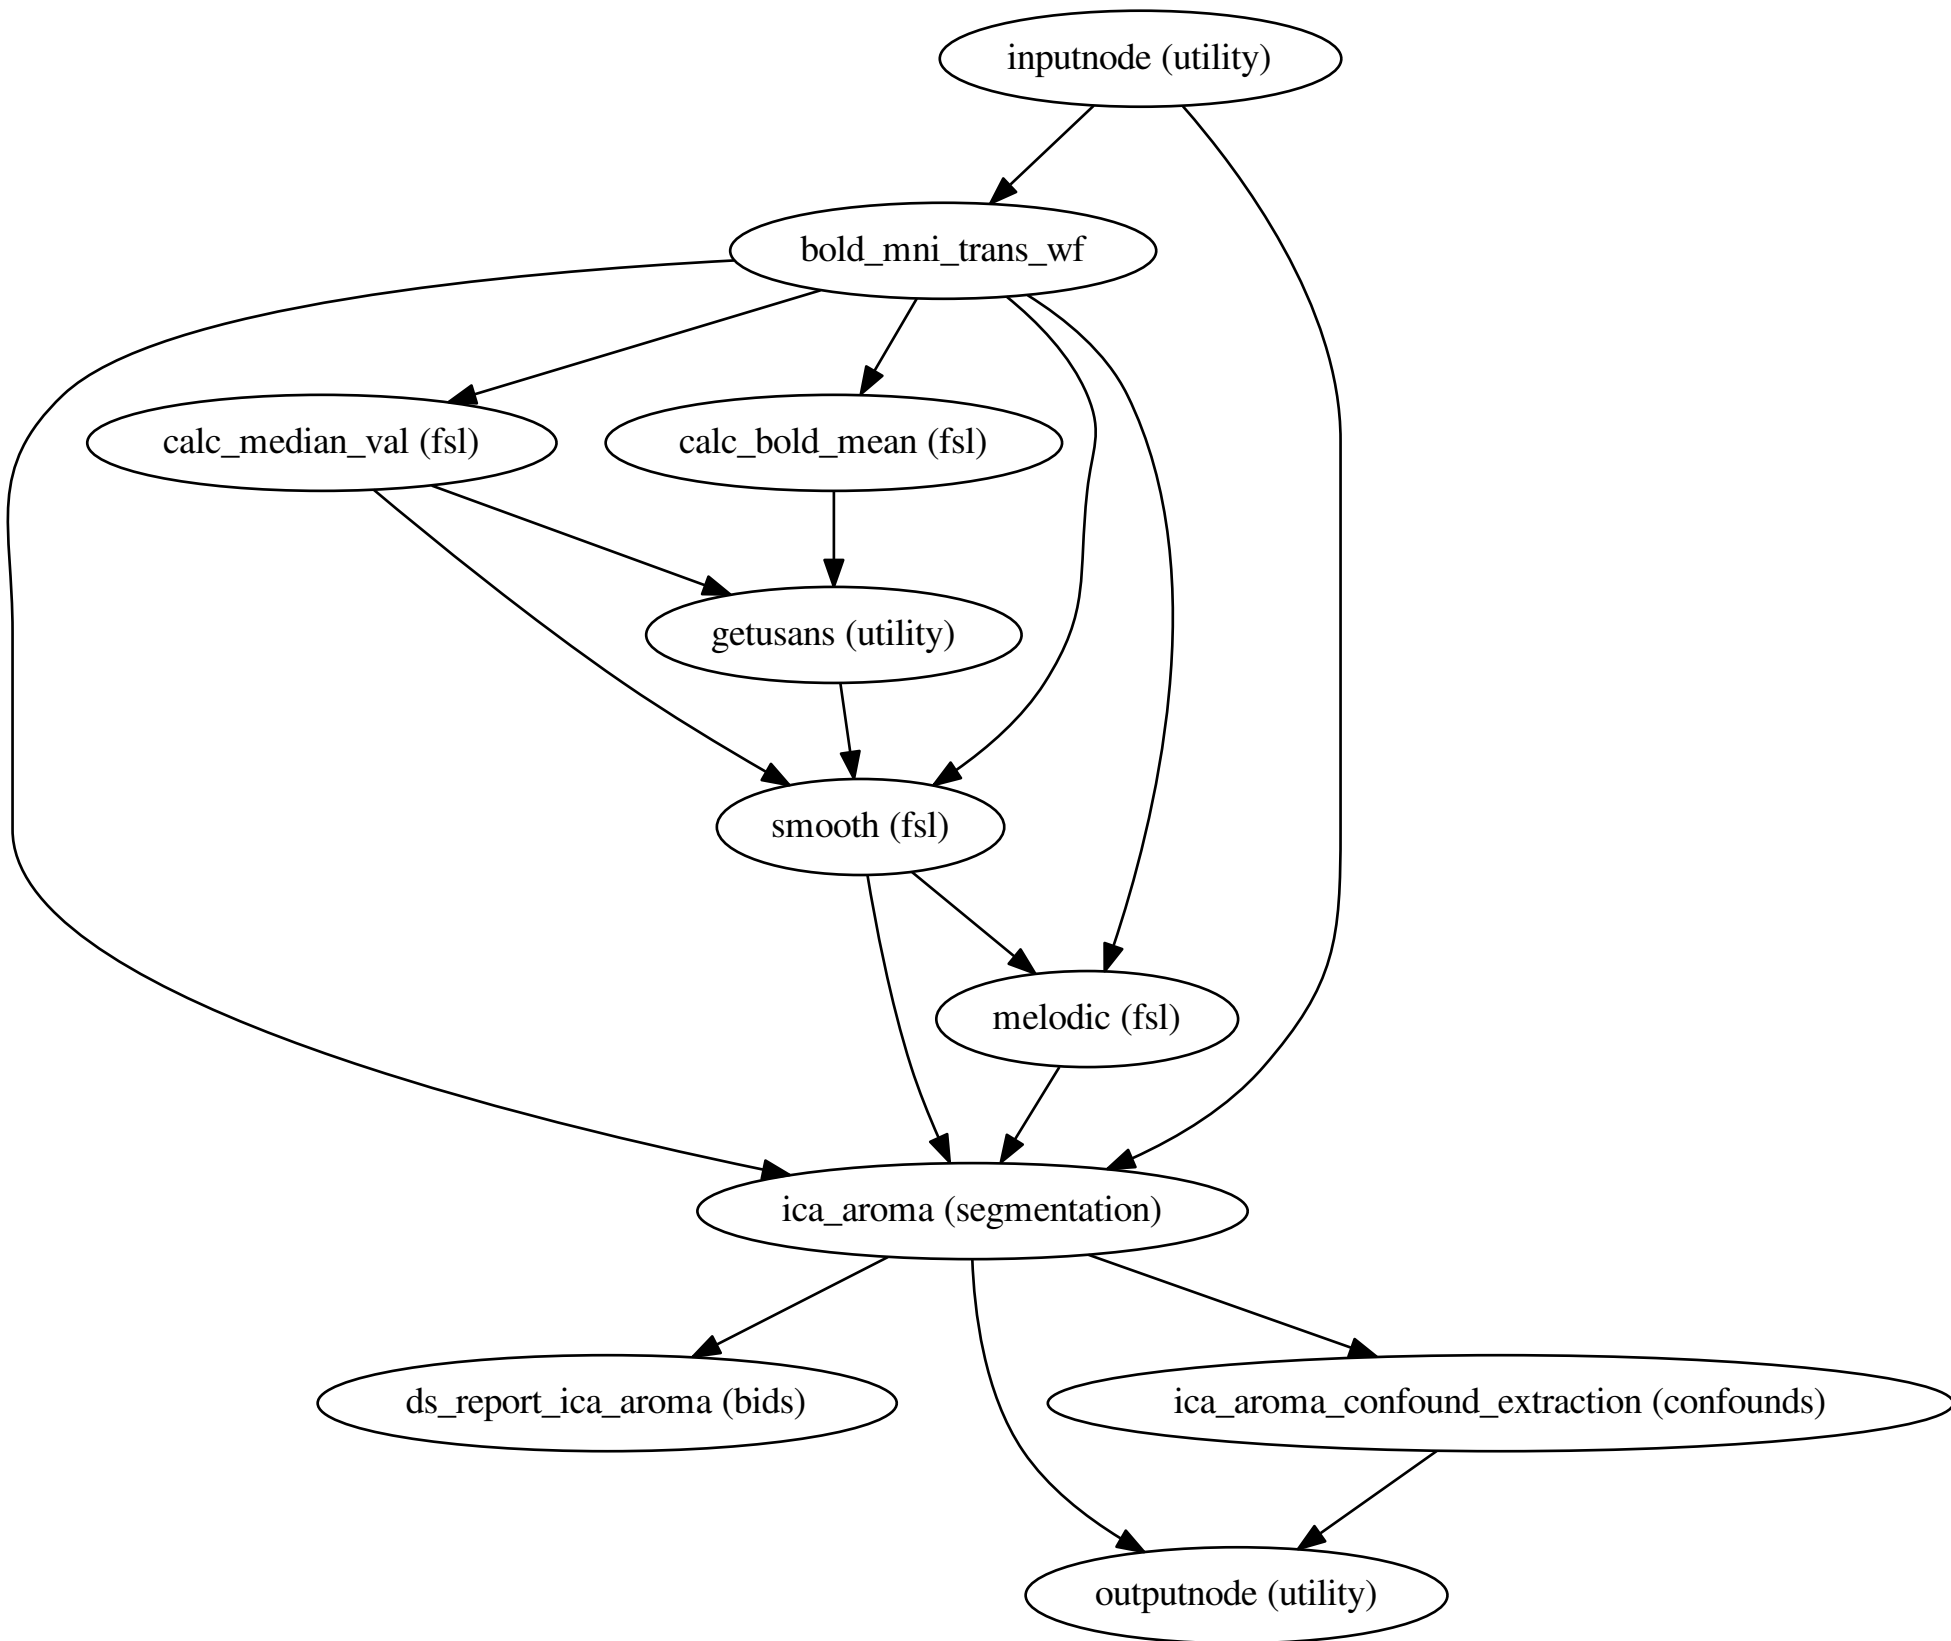 inputnode (utility)
bold_mni_trans_wf
calc_median_val (fsl)
calc_bold_mean (fsl)
getusans (utility)
smooth (fsl)
melodic (fsl)
ica_aroma (segmentation)
ds_report_ica_aroma (bids)
ica_aroma_confound_extraction (confounds)
outputnode (utility)